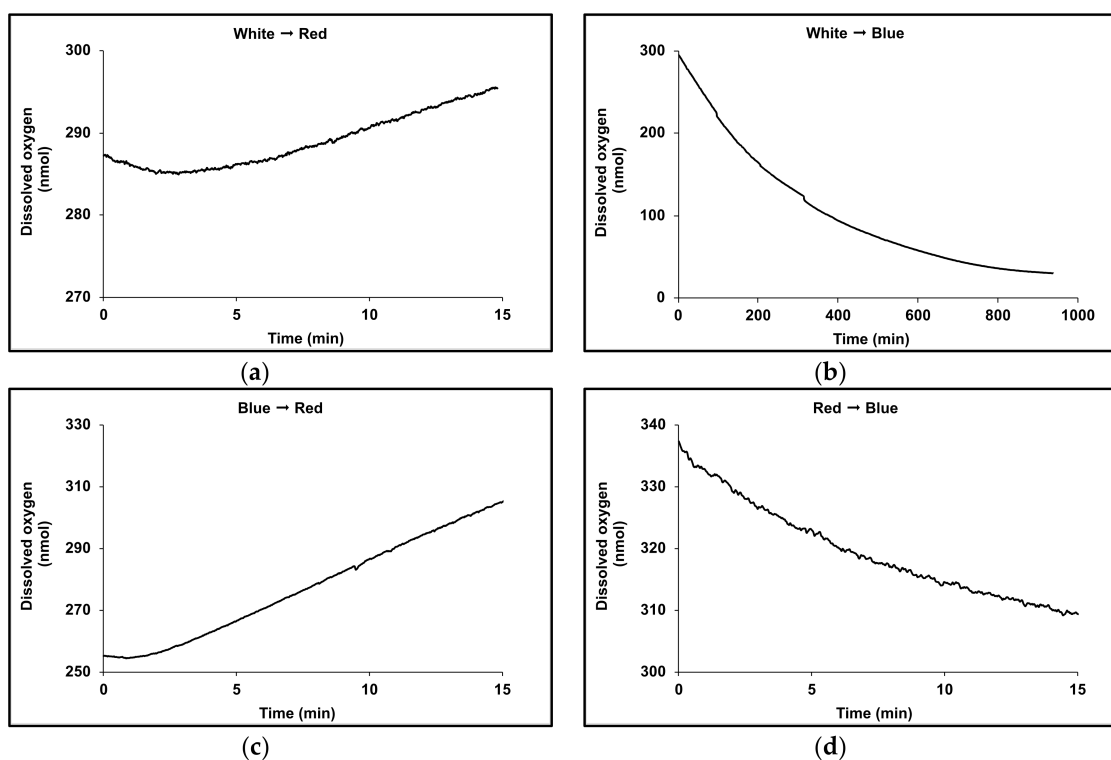 White → Red
300
290
280
270
Dissolved oxygen
(nmol)
0 5 10 15
Time (min)
(a)
White → Blue
300
200
100
0
Dissolved oxygen
(nmol)
0 200 400 600 800 1000
Time (min)
(b)
Blue → Red
330
310
290
270
250
Dissolved oxygen
(nmol)
0 5 10 15
Time (min)
(c)
Red → Blue
340
330
320
310
300
Dissolved oxygen
(nmol)
0 5 10 15
Time (min)
(d)